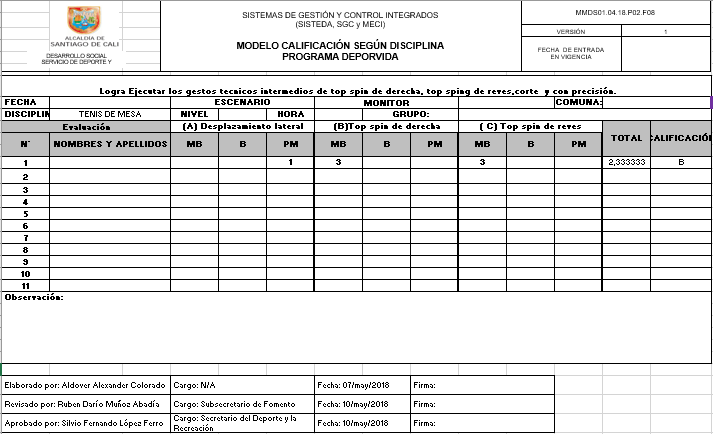 ALCALDÍA DE
SANTIAGO DE CALI
DESARROLLO SOCIAL
SERVICIO DE DEPORTE Y
SISTEMAS DE GESTIÓN Y CONTROL INTEGRADOS
(SISTEDA, SGC y MECI)
MODELO CALIFICACIÓN SEGÚN DISCIPLINA
PROGRAMA DEPORVIDA
MMDS01.04.18.P02.F08
VERSIÓN 1
FECHA DE ENTRADA
EN VIGENCIA
Logra Ejecutar los gestos tecnicos intermedios de top spin de derecha, top sping de reves,corte y con precisión.
FECHA ESCENARIO MONITOR COMUNA:
DISCIPLIN TENIS DE MESA NIVEL HORA GRUPO:
Evaluación (A) Desplazamiento lateral (B)Top spin de derecha ( C) Top spin de reves TOTAL CALIFICACIÓN
N° NOMBRES Y APELLIDOS MB B PM MB B PM MB B PM
1 1 3 3 2,333333 B
2
3
4
5
6
7
8
9
10
11
Observación:
Elaborado por: Aldover Alexander Colorado Cargo: N/A Fecha: 07/may/2018 Firma:
Revisado por: Ruben Darío Muñoz Abadía Cargo: Subsecretario de Fomento Fecha: 10/may/2018 Firma:
Aprobado por: Silvio Fernando López Ferro Cargo: Secretario del Deporte y la Recreación Fecha: 10/may/2018 Firma: